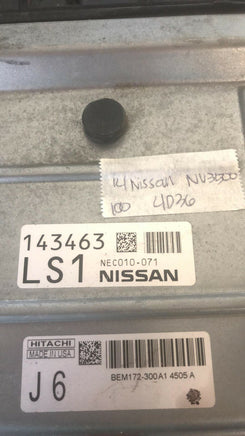 14 Nissan NV3500
100 4D36
143463
LS1 NEC010-071
NISSAN
HITACHI
MADE IN USA
J6
BEM172-300 A1 4505 A